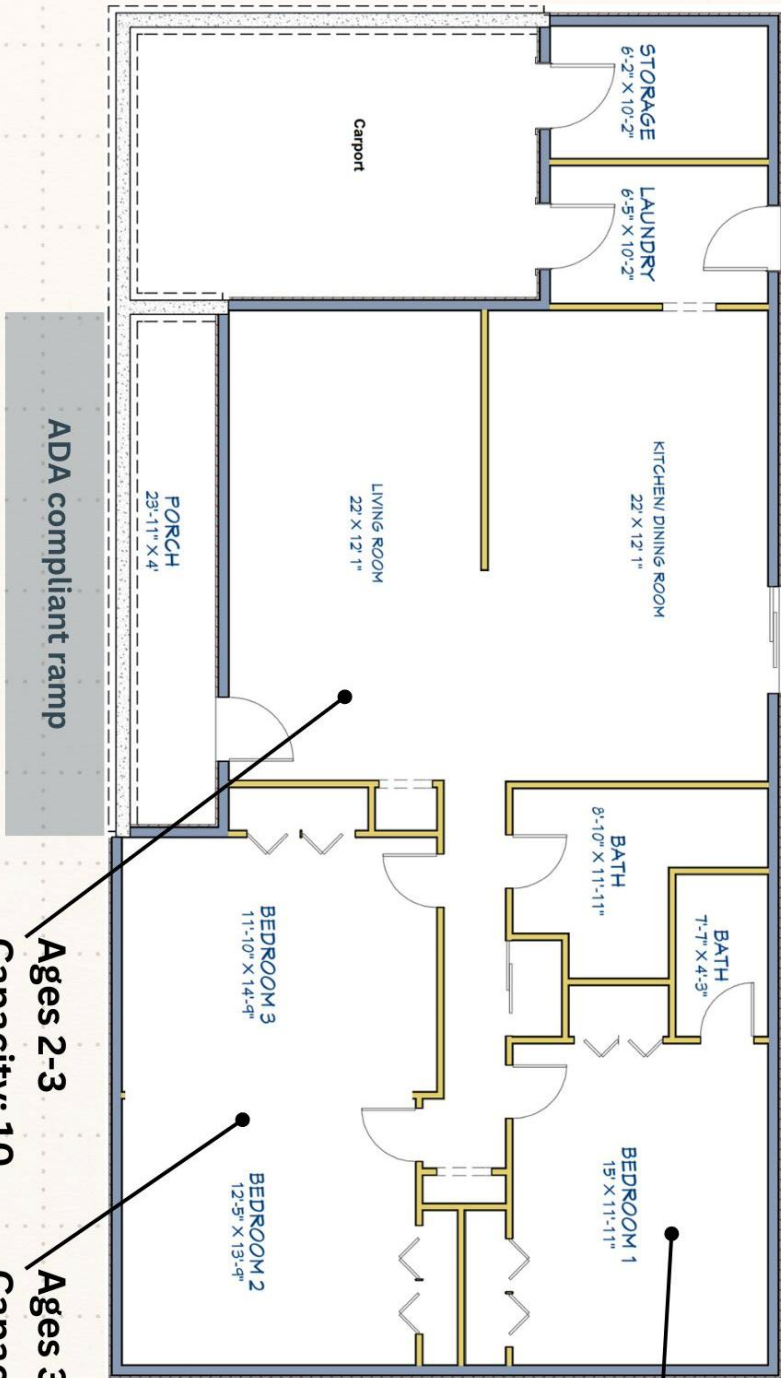 STORAGE
6'-2" X 10'-2"
LAUNDRY
6'-5" X 10'-2"
KITCHEN/ DINING ROOM
22' X 12' 1"
BATH
8'-10" X 11'-11"
BATH
7'-7" X 4'-3"
BEDROOM 1
15' X 11'-11"
Carport
LIVING ROOM
22' X 12' 1"
BEDROOM 3
11'-10" X 14'-9"
BEDROOM 2
12'-5" X 13'-9"
PORCH
23'-11" X 4'
ADA compliant ramp
Ages 2-3
Capacity: 10
Ages